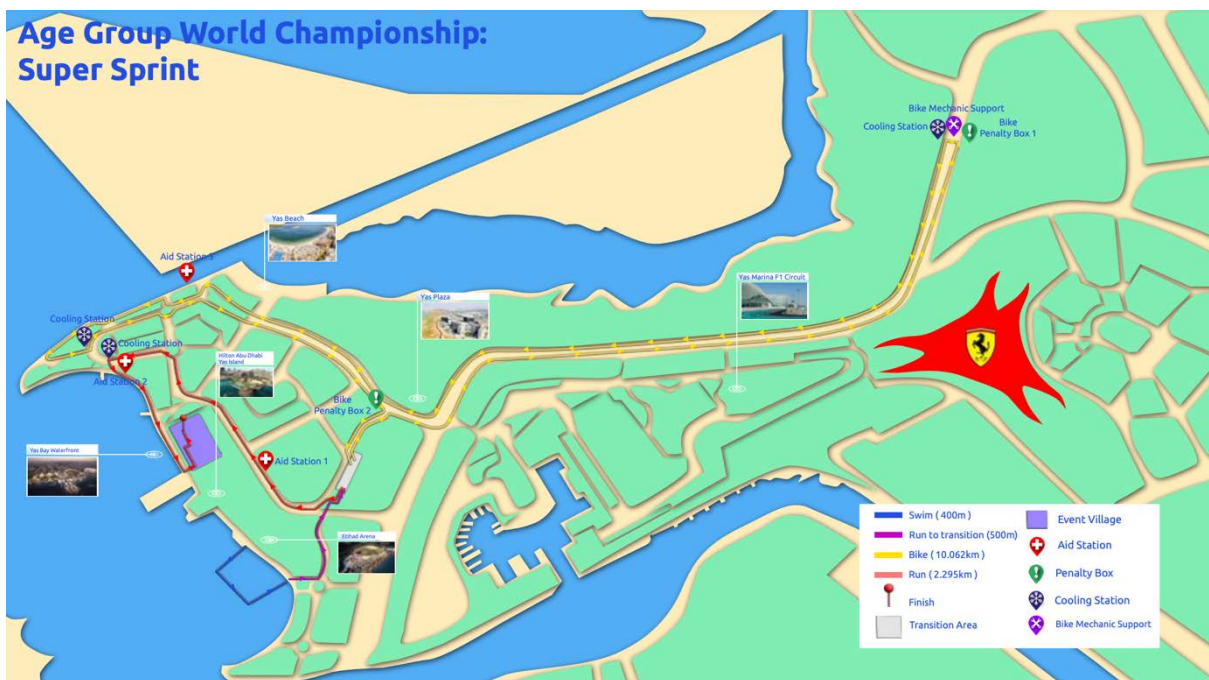 Age Group World Championship:
Super Sprint
Bike Mechanic Support
Cooling Station
Bike
Penalty Box 1
Yas Beach
Aid Station 3
Yas Marina F1 Circuit
Yas Plaza
Cooling Station
Cooling Station
Hilton Abu Dhabi
Yas Island
Aid Station 2
Bike
Penalty Box 2
Yas Bay Waterfront
Aid Station 1
Etihad Arena
Swim ( 400m )
Run to transition (500m)
Bike ( 10.062km )
Run ( 2.295km )
Finish
Transition Area
Event Village
Aid Station
Penalty Box
Cooling Station
Bike Mechanic Support